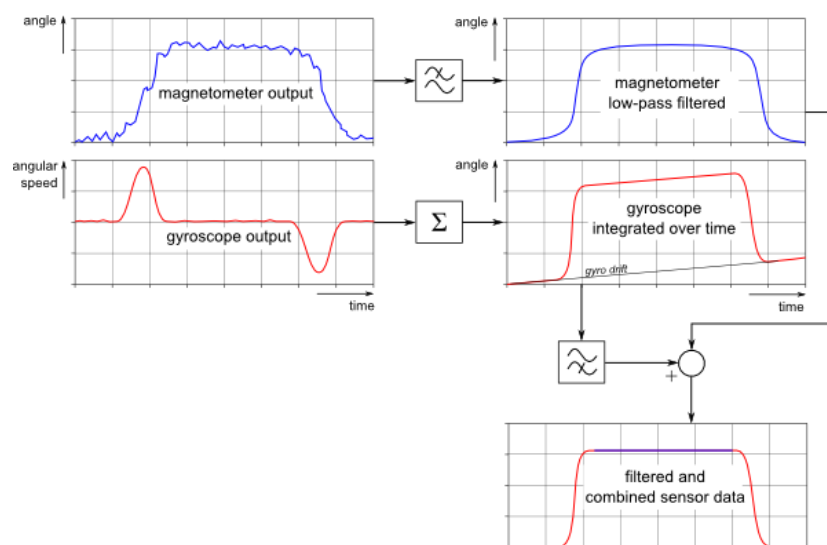 angle
magnetometer output
angle
magnetometer
low-pass filtered
angular
speed
gyroscope output
time
Σ
angle
gyroscope
integrated over time
gyro drift
time
+
filtered and
combined sensor data